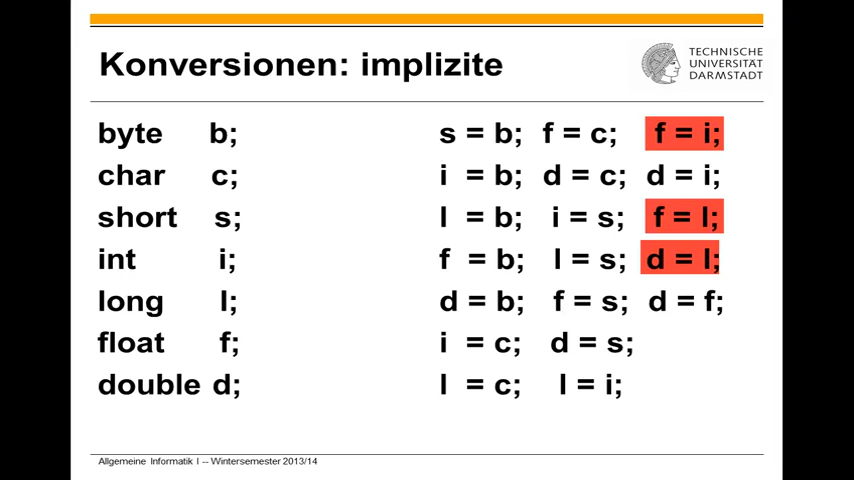 Konversionen: implizite
TECHNISCHE
UNIVERSITÄT
DARMSTADT
byte b; s = b; f = c; f = i;
char c; i = b; d = c; d = i;
short s; l = b; i = s; f = l;
int i; f = b; l = s; d = l;
long l; d = b; f = s; d = f;
float f; i = c; d = s;
double d; l = c; l = i;
Allgemeine Informatik I -- Wintersemester 2013/14